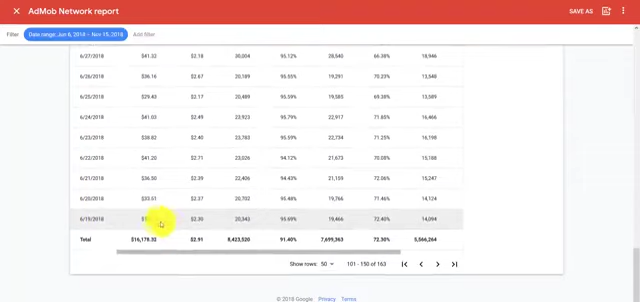 AdMob Network report
SAVE AS
Filter Date range: Jun 6, 2018 – Nov 15, 2018 Add filter
6/27/2018 $41.32 $2.18 30,004 95.12% 28,540 66.38% 18,946
6/26/2018 $36.16 $2.67 20,189 95.55% 19,291 70.23% 13,548
6/25/2018 $29.43 $2.17 20,489 95.59% 19,585 69.38% 13,589
6/24/2018 $41.03 $2.49 23,923 95.79% 22,917 71.85% 16,466
6/23/2018 $38.82 $2.40 23,783 95.59% 22,734 71.25% 16,198
6/22/2018 $41.20 $2.71 23,026 94.12% 21,673 70.08% 15,188
6/21/2018 $36.50 $2.39 22,406 94.43% 21,159 72.06% 15,247
6/20/2018 $33.51 $2.37 20,702 95.48% 19,766 71.46% 14,124
6/19/2018 20,343 95.69% 19,466 72.40% 14,094
Total $16,178.32 $2.91 8,423,520 91.40% 7,699,363 72.30% 5,566,264
Show rows: 50 101 - 150 of 163
© 2018 Google Privacy Terms